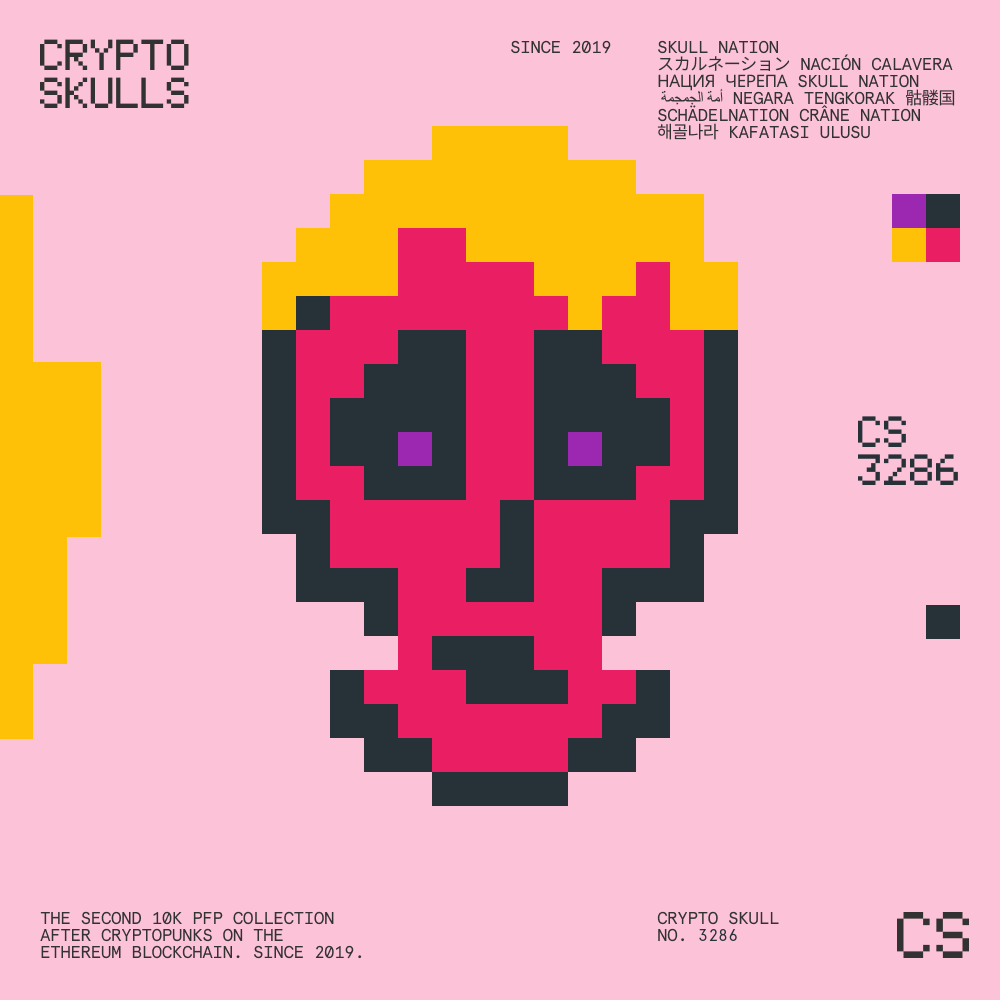 CRYPTO
SKULLS
SINCE 2019
SKULL NATION
スカルネーション NACIÓN CALAVERA
НАЦИЯ ЧЕРЕПА SKULL NATION
أمة الجمجمة NEGARA TENGKORAK 骷髅国
SCHÄDELNATION CRÂNE NATION
해골나라 KAFATASI ULUSU
CS
3286
THE SECOND 10K PFP COLLECTION
AFTER CRYPTOPUNKS ON THE
ETHEREUM BLOCKCHAIN. SINCE 2019.
CRYPTO SKULL
NO. 3286
CS